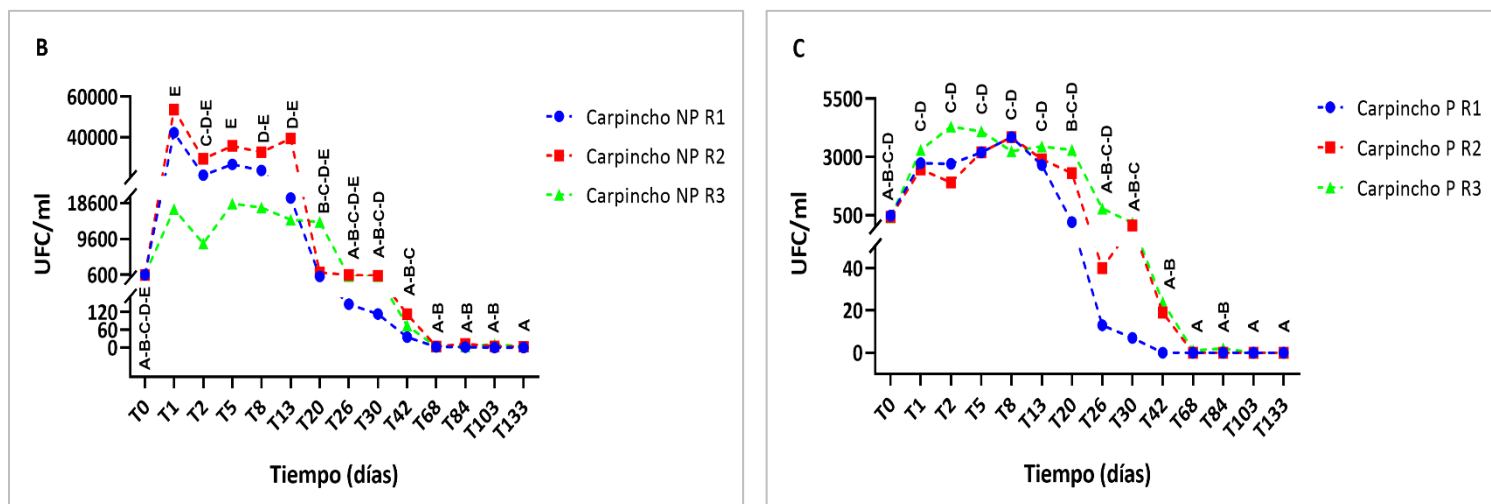 B
UFC/ml
60000
40000
18600
9600
600
120
60
0
A-B-C-D-E
E
C-D-E
E
D-E
D-E
B-C-D-E
A-B-C-D-E
A-B-C-D
A-B-C
A-B
A-B
A-B
A
T0
T1
T2
T5
T8
T13
T20
T26
T30
T42
T68
T84
T103
T133
Tiempo (días)
Carpincho NP R1
Carpincho NP R2
Carpincho NP R3
C
UFC/ml
5500
3000
500
40
20
0
A-B-C-D
C-D
C-D
C-D
C-D
C-D
B-C-D
A-B-C-D
A-B-C
A-B
A
A-B
A
A
T0
T1
T2
T5
T8
T13
T20
T26
T30
T42
T68
T84
T103
T133
Tiempo (días)
Carpincho P R1
Carpincho P R2
Carpincho P R3